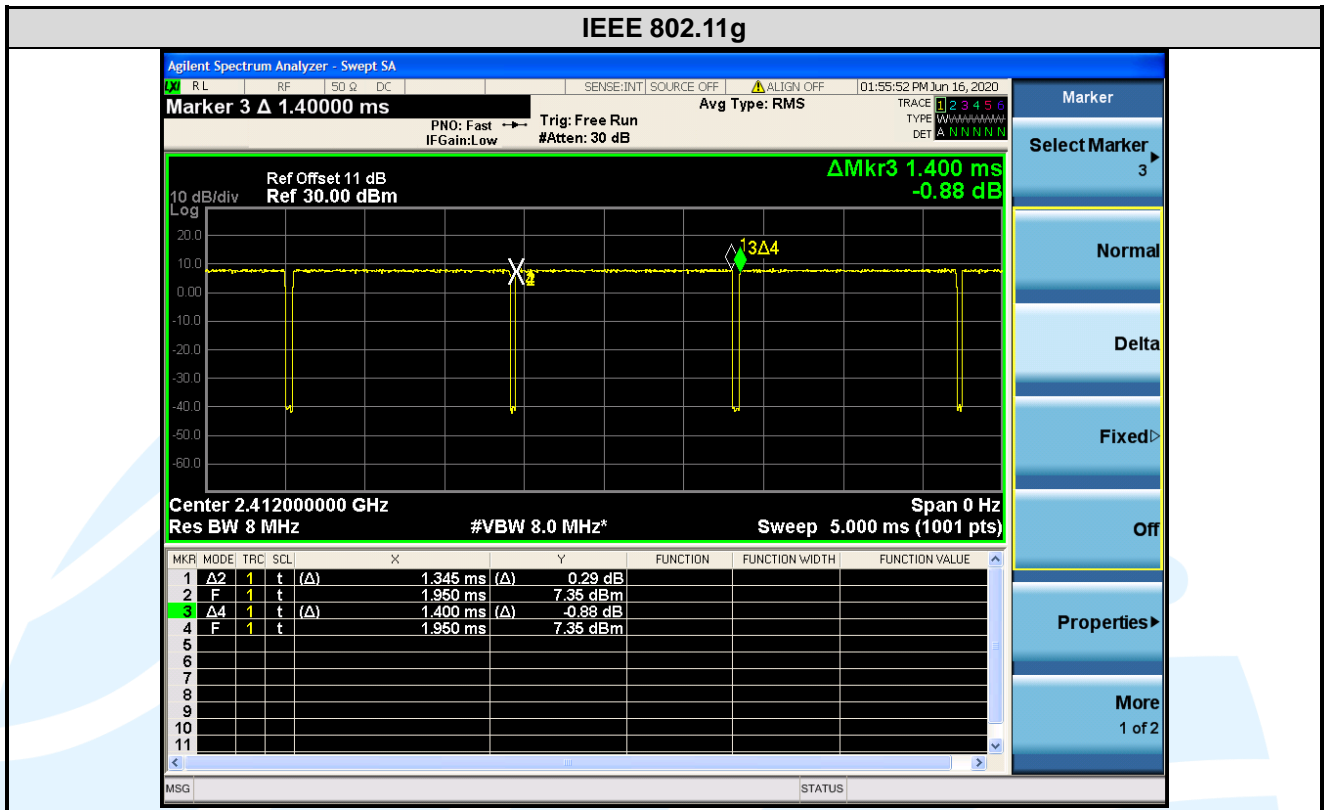 IEEE 802.11g
Agilent Spectrum Analyzer - Swept SA
LXI RL RF 50 Ω DC SENSE:INT SOURCE OFF ALIGN OFF 01:55:52 PM Jun 16, 2020
Marker 3 Δ 1.40000 ms
PNO: Fast
IFGain:Low
Trig: Free Run
#Atten: 30 dB
Avg Type: RMS
TRACE 1 2 3 4 5 6
TYPE WWWWWW
DET A N N N N N
ΔMkr3 1.400 ms
-0.88 dB
Ref Offset 11 dB
Ref 30.00 dBm
10 dB/div
Log
20.0
10.0
0.00
-10.0
-20.0
-30.0
-40.0
-50.0
-60.0
13Δ4
Center 2.412000000 GHz Span 0 Hz
Res BW 8 MHz #VBW 8.0 MHz* Sweep 5.000 ms (1001 pts)
MKR MODE TRC SCL X Y FUNCTION FUNCTION WIDTH FUNCTION VALUE
1 Δ2 1 t (Δ) 1.345 ms (Δ) 0.29 dB
2 F 1 t 1.950 ms 7.35 dBm
3 Δ4 1 t (Δ) 1.400 ms (Δ) -0.88 dB
4 F 1 t 1.950 ms 7.35 dBm
5
6
7
8
9
10
11
MSG STATUS
Marker
Select Marker
3
Normal
Delta
Fixed
Off
Properties
More
1 of 2